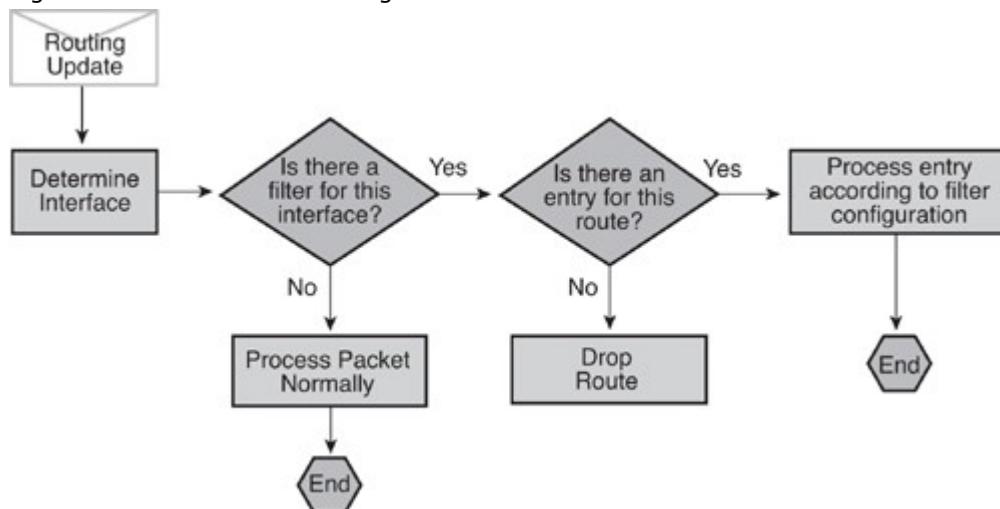 Routing
Update
Determine
Interface
Is there a
filter for this
interface?
Yes
Is there an
entry for this
route?
Yes
Process entry
according to filter
configuration
No
No
Process Packet
Normally
Drop
Route
End
End